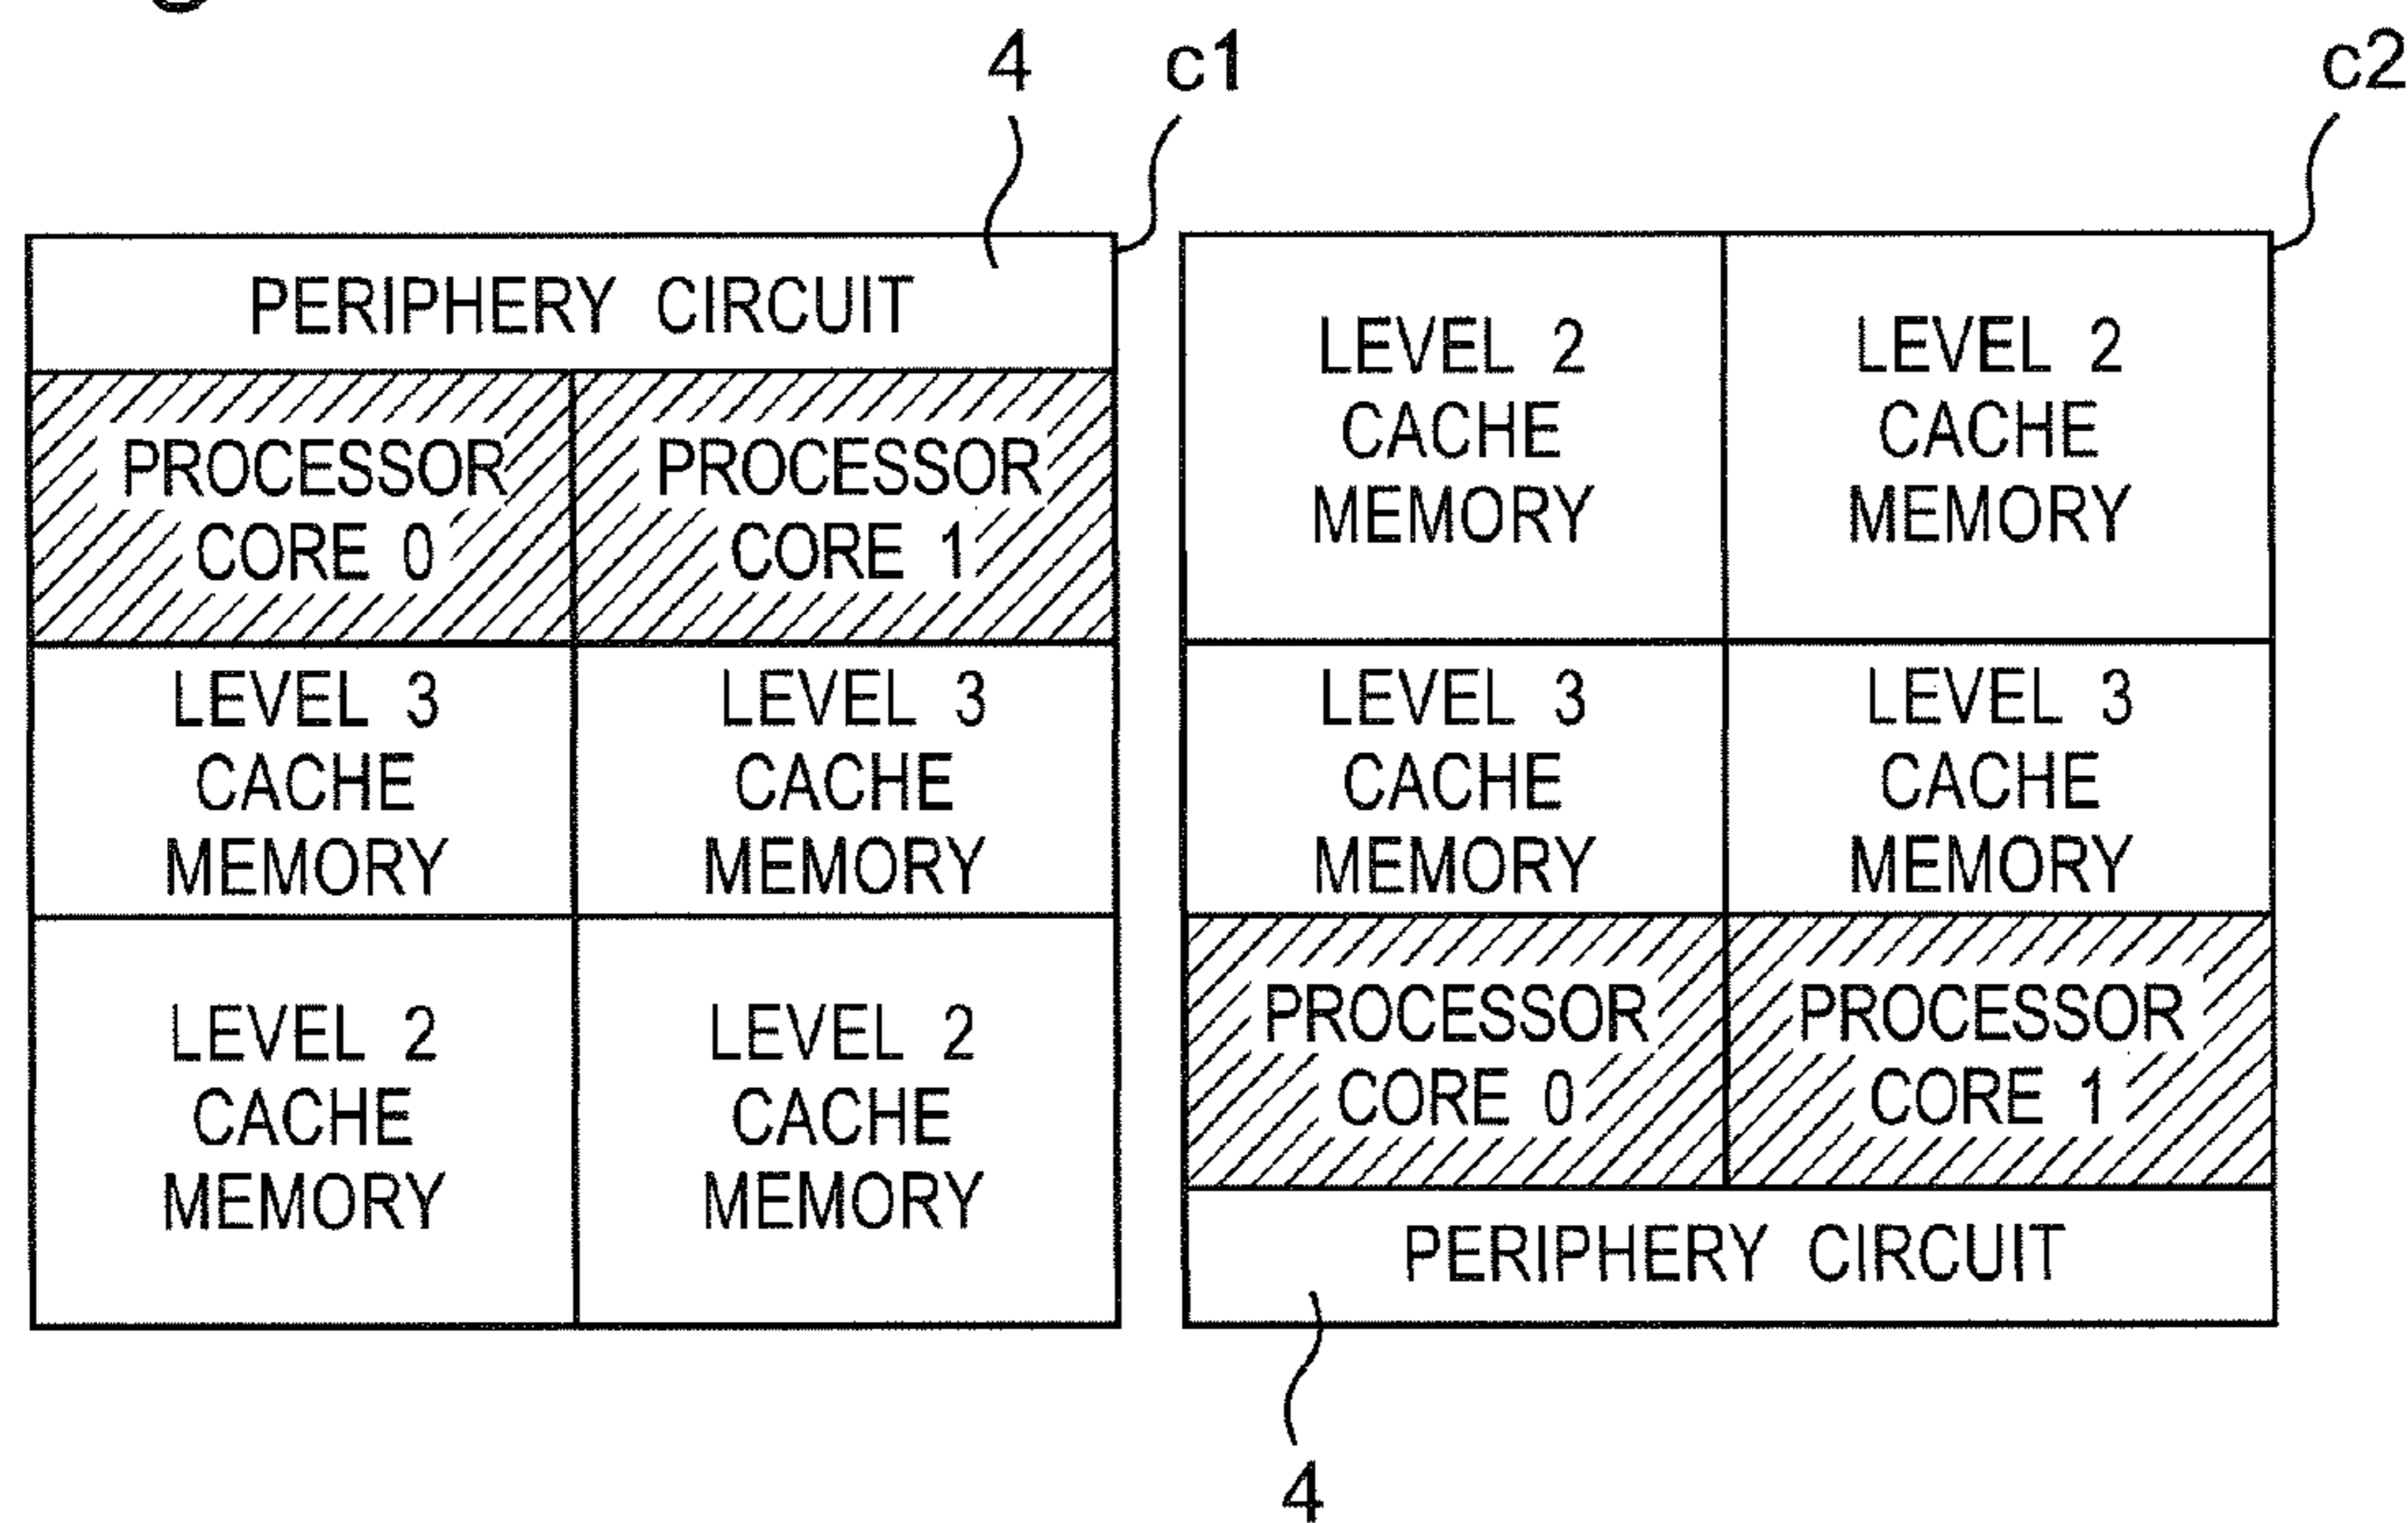 4
c1
c2
PERIPHERY CIRCUIT
PROCESSOR
CORE 0
PROCESSOR
CORE 1
LEVEL 3
CACHE
MEMORY
LEVEL 3
CACHE
MEMORY
LEVEL 2
CACHE
MEMORY
LEVEL 2
CACHE
MEMORY
LEVEL 2
CACHE
MEMORY
LEVEL 2
CACHE
MEMORY
LEVEL 3
CACHE
MEMORY
LEVEL 3
CACHE
MEMORY
PROCESSOR
CORE 0
PROCESSOR
CORE 1
PERIPHERY CIRCUIT
4